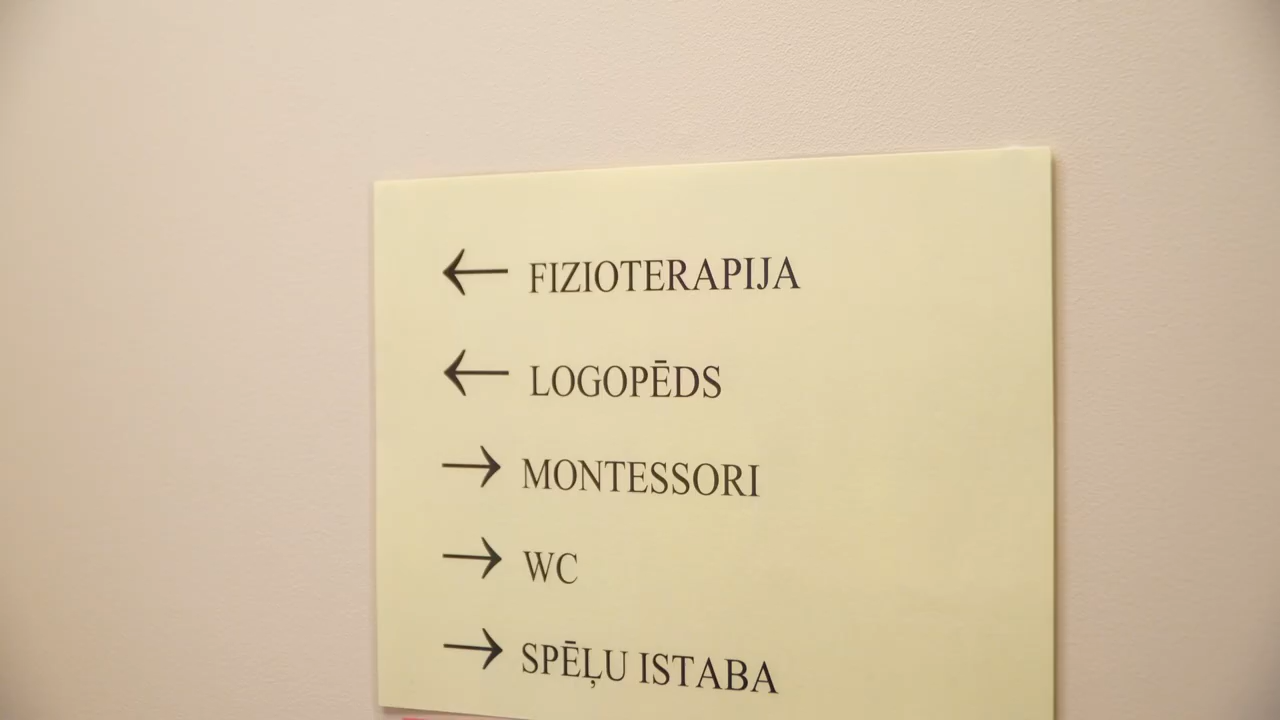 ← FIZIOTERAPIJA
← LOGOPĒDS
→ MONTESSORI
→ WC
→ SPĒĻU ISTABA